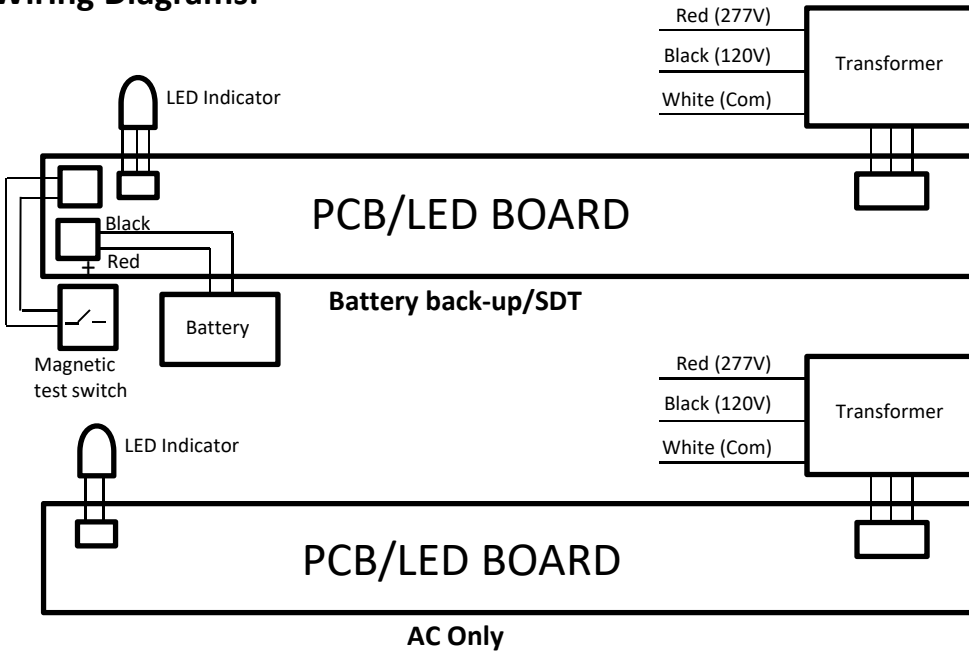 Wiring Diagrams:
Red (277V)
Black (120V)
White (Com)
Transformer
LED Indicator
PCB/LED BOARD
Black
Red
+
Battery
Magnetic
test switch
Battery back-up/SDT
Red (277V)
Black (120V)
White (Com)
Transformer
LED Indicator
PCB/LED BOARD
AC Only